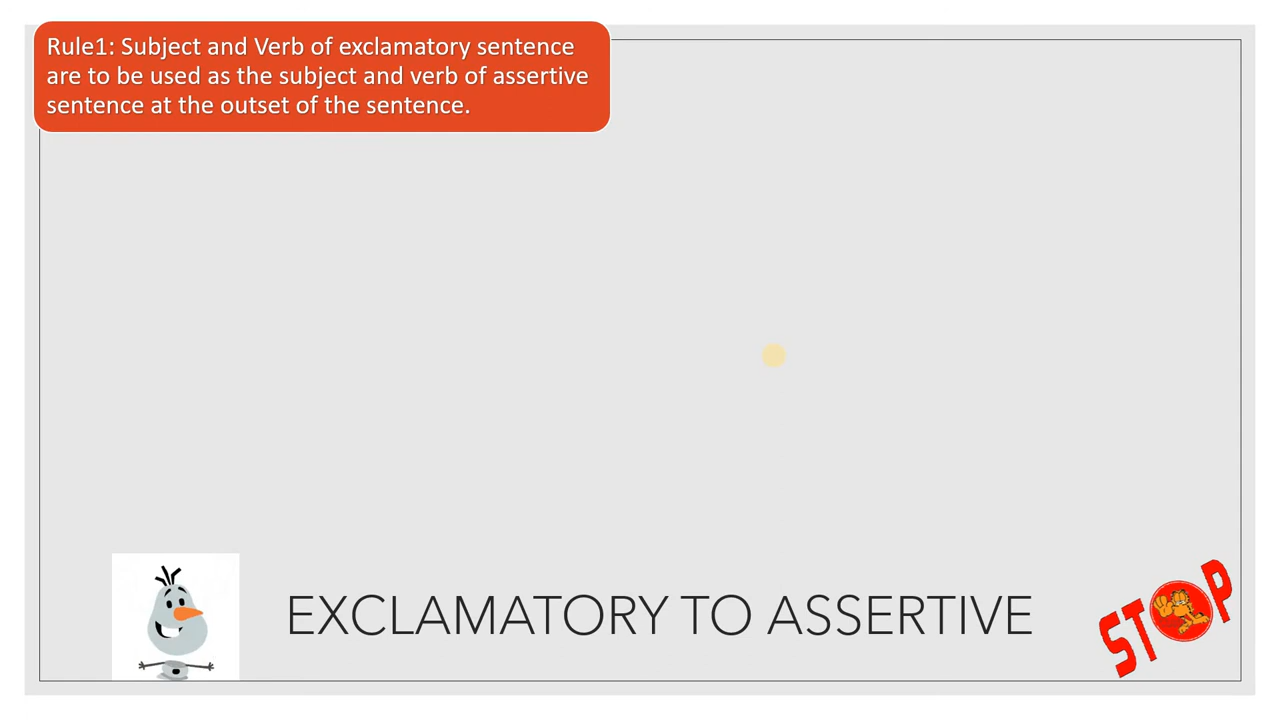 Rule1: Subject and Verb of exclamatory sentence
are to be used as the subject and verb of assertive
sentence at the outset of the sentence.
EXCLAMATORY TO ASSERTIVE
STOP